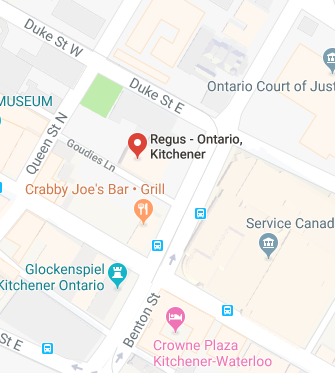 Duke St W
Duke St E
Ontario Court of Just
MUSEUM
Queen St N
Goudies Ln
Regus - Ontario,
Kitchener
Crabby Joe's Bar • Grill
Service Canad
Glockenspiel
Kitchener Ontario
Benton St
St E
Crowne Plaza
Kitchener-Waterloo